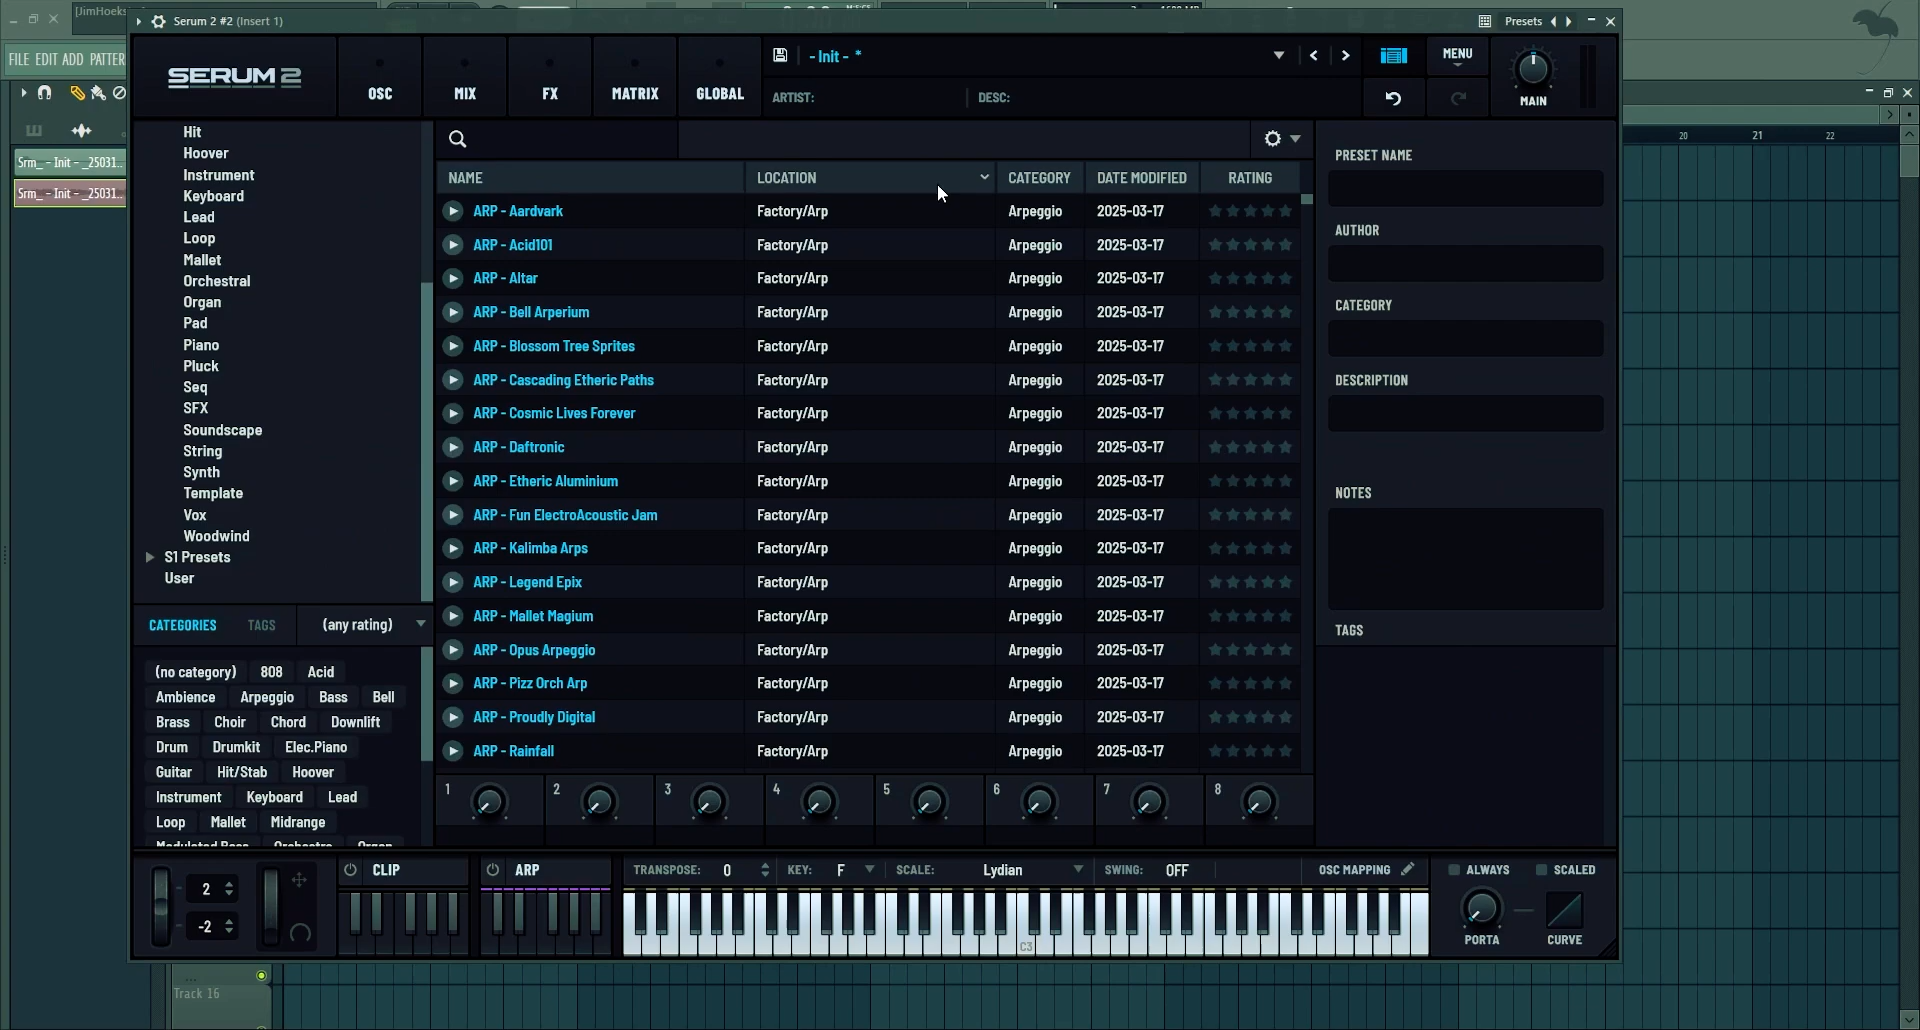 [JimHoeks
Serum 2 #2 (Insert 1)
Presets
FILE EDIT ADD PATTER
SERUM 2
OSC
MIX
FX
MATRIX
GLOBAL
- Init - *
MENU
ARTIST:
DESC:
MAIN
Srm_ - Init - _25031..
Srm_ - Init - _25031..
20
21
22
Hit
Hoover
Instrument
Keyboard
Lead
Loop
Mallet
Orchestral
Organ
Pad
Piano
Pluck
Seq
SFX
Soundscape
String
Synth
Template
Vox
Woodwind
S1 Presets
User
CATEGORIES TAGS (any rating)
(no category) 808 Acid
Ambience Arpeggio Bass Bell
Brass Choir Chord Downlift
Drum Drumkit Elec.Piano
Guitar Hit/Stab Hoover
Instrument Keyboard Lead
Loop Mallet Midrange
Modulated Bass Orchestra Organ
NAME LOCATION CATEGORY DATE MODIFIED RATING
ARP - Aardvark Factory/Arp Arpeggio 2025-03-17
ARP - Acid101 Factory/Arp Arpeggio 2025-03-17
ARP - Altar Factory/Arp Arpeggio 2025-03-17
ARP - Bell Arperium Factory/Arp Arpeggio 2025-03-17
ARP - Blossom Tree Sprites Factory/Arp Arpeggio 2025-03-17
ARP - Cascading Etheric Paths Factory/Arp Arpeggio 2025-03-17
ARP - Cosmic Lives Forever Factory/Arp Arpeggio 2025-03-17
ARP - Daftronic Factory/Arp Arpeggio 2025-03-17
ARP - Etheric Aluminium Factory/Arp Arpeggio 2025-03-17
ARP - Fun ElectroAcoustic Jam Factory/Arp Arpeggio 2025-03-17
ARP - Kalimba Arps Factory/Arp Arpeggio 2025-03-17
ARP - Legend Epix Factory/Arp Arpeggio 2025-03-17
ARP - Mallet Magium Factory/Arp Arpeggio 2025-03-17
ARP - Opus Arpeggio Factory/Arp Arpeggio 2025-03-17
ARP - Pizz Orch Arp Factory/Arp Arpeggio 2025-03-17
ARP - Proudly Digital Factory/Arp Arpeggio 2025-03-17
ARP - Rainfall Factory/Arp Arpeggio 2025-03-17
PRESET NAME
AUTHOR
CATEGORY
DESCRIPTION
NOTES
TAGS
1 2 3 4 5 6 7 8
2
-2
CLIP
ARP
TRANSPOSE: 0 KEY: F SCALE: Lydian SWING: OFF OSC MAPPING
ALWAYS SCALED
C3
PORTA CURVE
...
Track 16